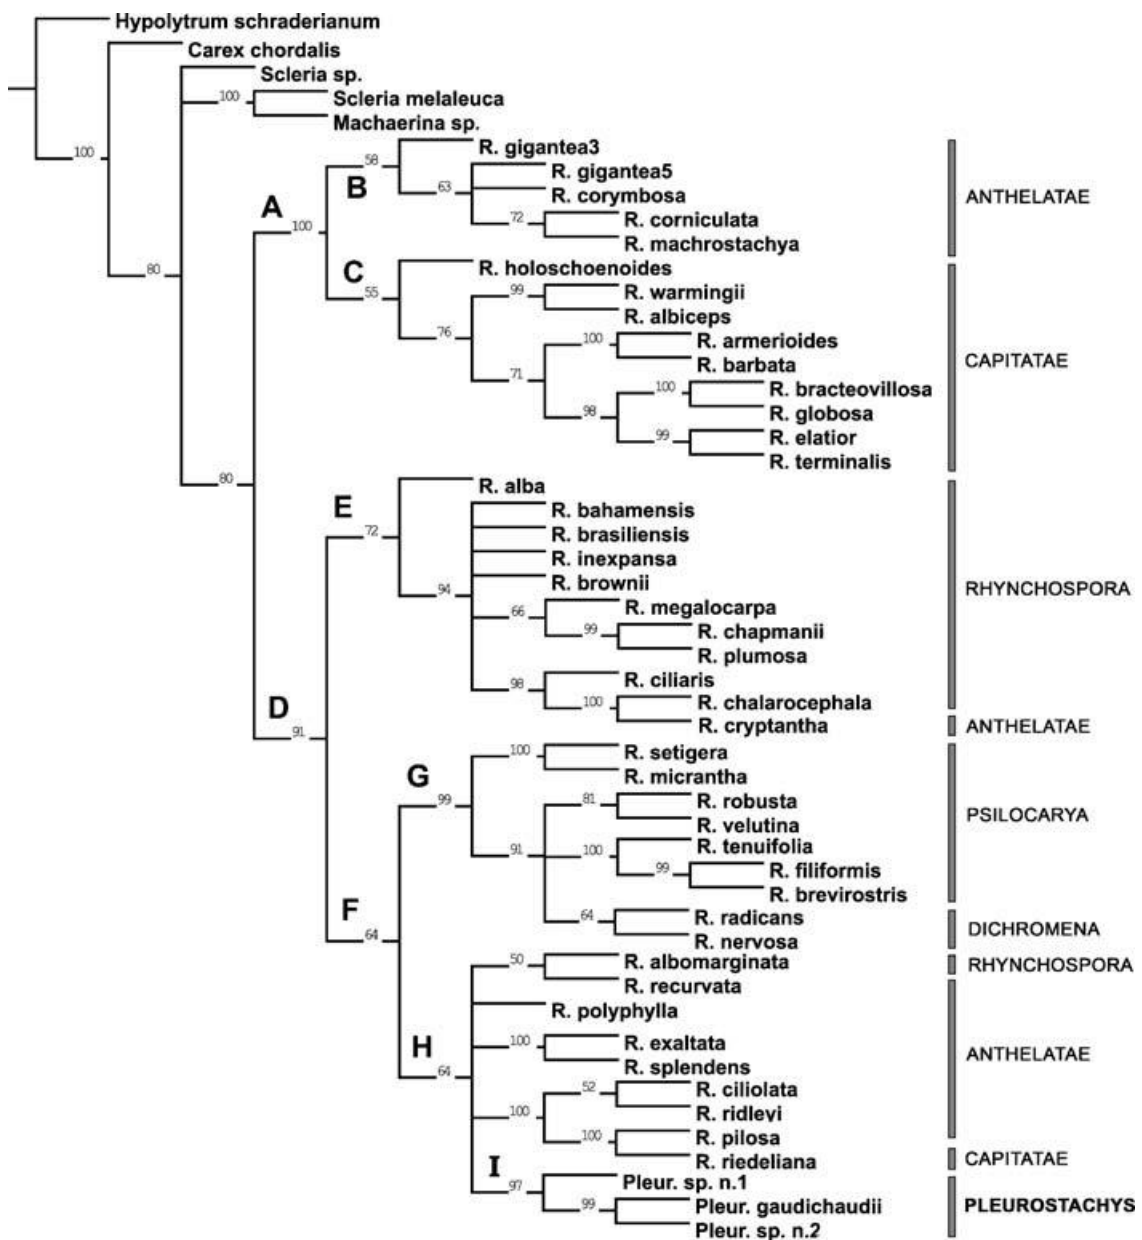 Hypolytrum schraderianum
Carex chordalis
Scleria sp.
100
Scleria melaleuca
Machaerina sp.
100
R. gigantea3
58
B
R. gigantea5
63
R. corymbosa
ANTHELATAE
A
72
R. corniculata
100
R. machrostachya
80
C
R. holoschoenoides
55
99
R. warmingii
R. albiceps
76
100
R. armerioides
R. barbata
CAPITATAE
71
100
R. bracteovillosa
98
R. globosa
99
R. elatior
R. terminalis
80
E
R. alba
72
R. bahamensis
R. brasiliensis
R. inexpansa
94
R. brownii
RHYNCHOSPORA
66
R. megalocarpa
99
R. chapmanii
R. plumosa
98
R. ciliaris
D
100
R. chalarocephala
91
R. cryptantha
ANTHELATAE
G
100
R. setigera
99
R. micrantha
81
R. robusta
PSILOCARYA
R. velutina
91
100
R. tenuifolia
99
R. filiformis
R. brevirostris
F
64
R. radicans
DICHROMENA
64
R. nervosa
50
R. albomarginata
RHYNCHOSPORA
R. recurvata
R. polyphylla
H
100
R. exaltata
ANTHELATAE
64
R. splendens
52
R. ciliolata
100
R. ridleyi
100
R. pilosa
I
R. riedeliana
CAPITATAE
97
Pleur. sp. n.1
99
Pleur. gaudichaudii
PLEUROSTACHYS
Pleur. sp. n.2